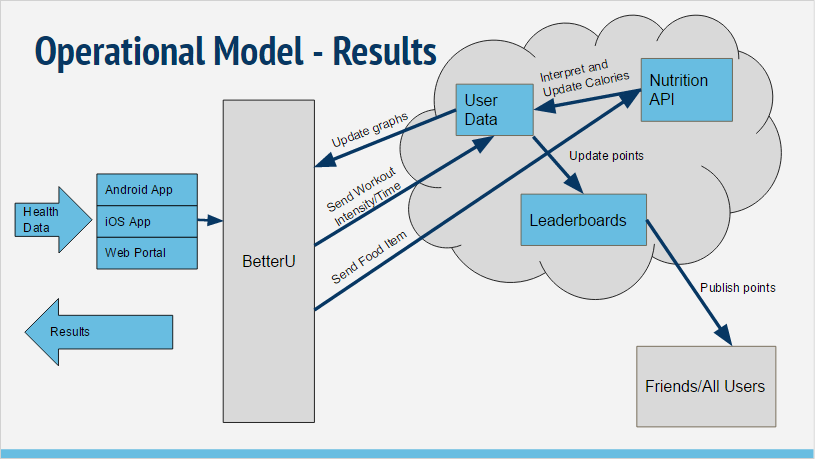 Operational Model - Results
Interpret and
Update Calories
Nutrition
API
User
Data
Update graphs
Update points
Send Workout
Intensity/Time
Health
Data
Android App
iOS App
Web Portal
Leaderboards
BetterU
Send Food Item
Publish points
Results
Friends/All Users